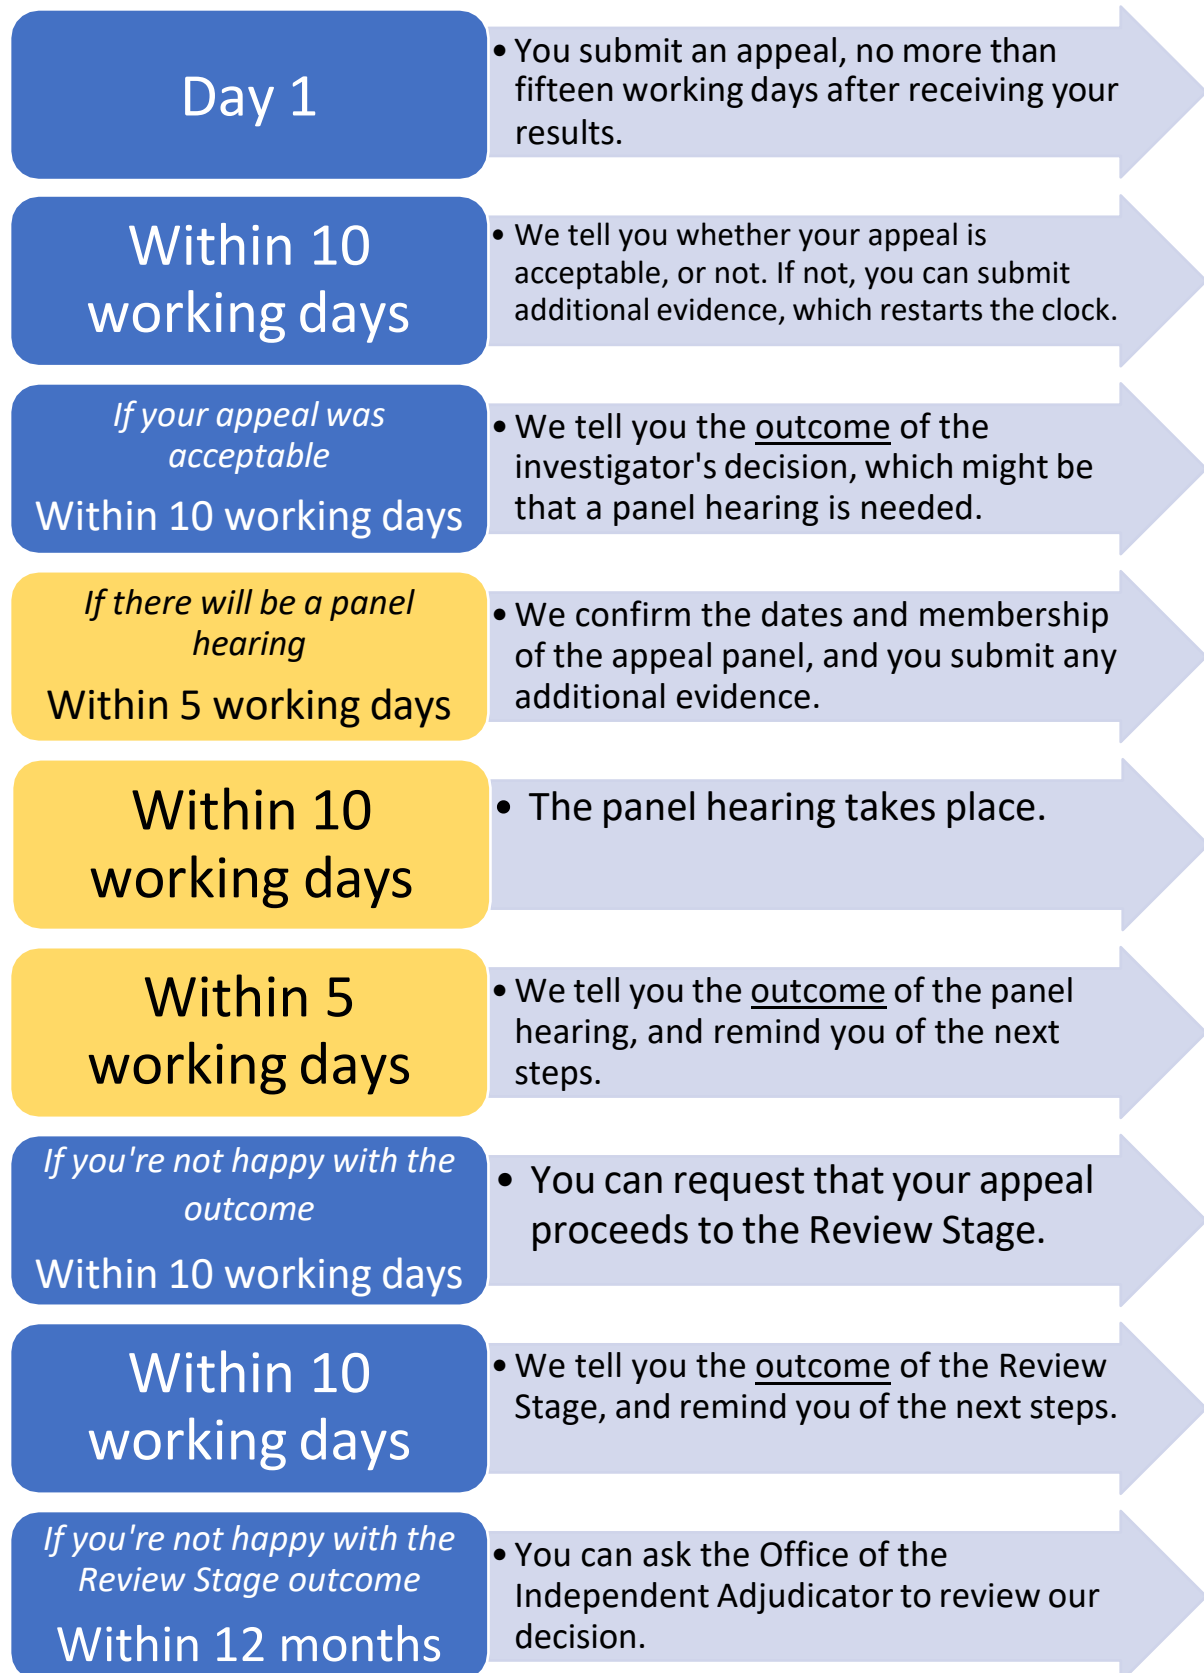 Day 1
• You submit an appeal, no more than
fifteen working days after receiving your
results.
Within 10
working days
• We tell you whether your appeal is
acceptable, or not. If not, you can submit
additional evidence, which restarts the clock.
If your appeal was
acceptable
Within 10 working days
• We tell you the outcome of the
investigator's decision, which might be
that a panel hearing is needed.
If there will be a panel
hearing
Within 5 working days
• We confirm the dates and membership
of the appeal panel, and you submit any
additional evidence.
Within 10
working days
• The panel hearing takes place.
Within 5
working days
• We tell you the outcome of the panel
hearing, and remind you of the next
steps.
If you're not happy with the
outcome
Within 10 working days
• You can request that your appeal
proceeds to the Review Stage.
Within 10
working days
• We tell you the outcome of the Review
Stage, and remind you of the next steps.
If you're not happy with the
Review Stage outcome
Within 12 months
• You can ask the Office of the
Independent Adjudicator to review our
decision.